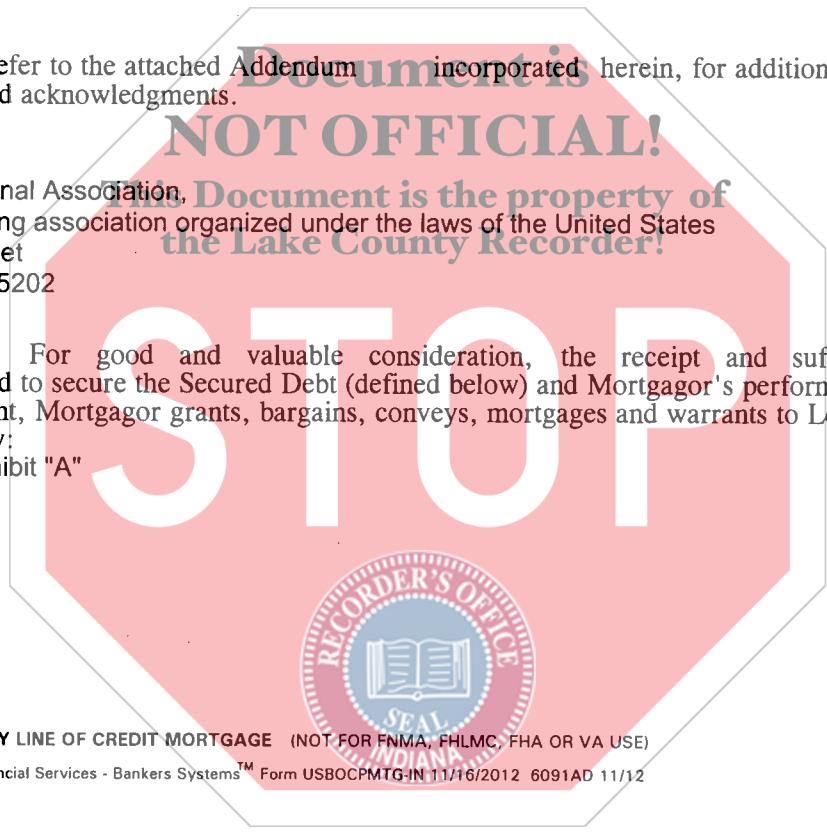 efer to the attached Addendum incorporated herein, for addition
d acknowledgments.
Document is
NOT OFFICIAL!
This Document is the property of
the Lake County Recorder!
nal Association,
ng association organized under the laws of the United States
et
5202
STOP
For good and valuable consideration, the receipt and suf
d to secure the Secured Debt (defined below) and Mortgagor's perform
nt, Mortgagor grants, bargains, conveys, mortgages and warrants to L
y:
ibit "A"
RECORDER'S OFFICE
SEAL
INDIANA
Y LINE OF CREDIT MORTGAGE (NOT FOR FNMA, FHLMC, FHA OR VA USE)
ncial Services - Bankers Systems™ Form USBOCPMTG-IN 11/16/2012 6091AD 11/12